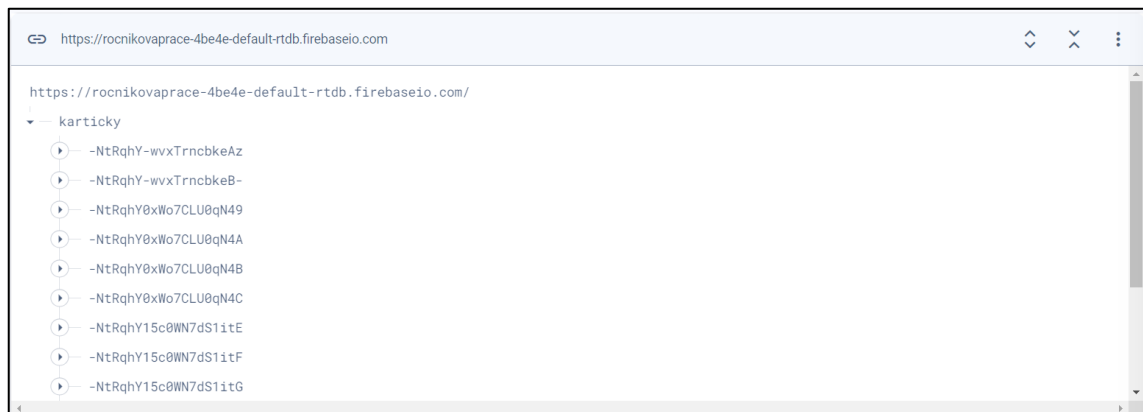 https://rocnikovaprace-4be4e-default-rtdb.firebaseio.com
https://rocnikovaprace-4be4e-default-rtdb.firebaseio.com/
karticky
-NtRqhY-wvxTrncbkeAz
-NtRqhY-wvxTrncbkeB-
-NtRqhY0xWo7CLU0qN49
-NtRqhY0xWo7CLU0qN4A
-NtRqhY0xWo7CLU0qN4B
-NtRqhY0xWo7CLU0qN4C
-NtRqhY15c0WN7dS1itE
-NtRqhY15c0WN7dS1itF
-NtRqhY15c0WN7dS1itG